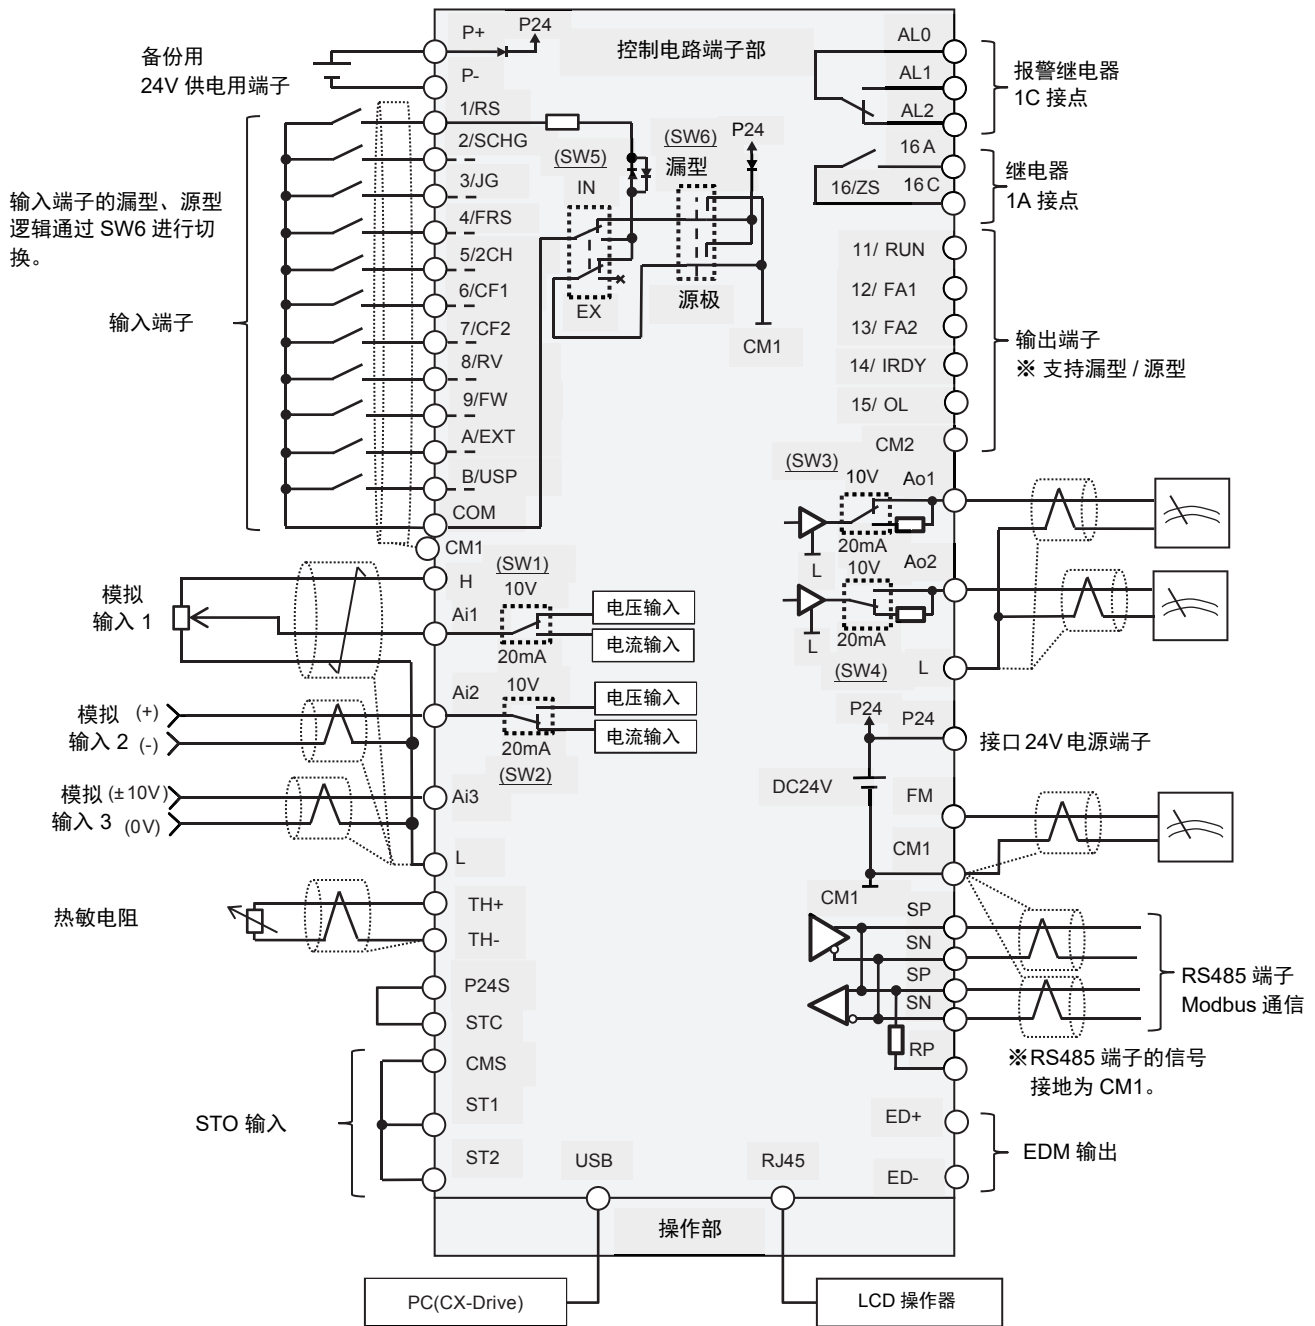 控制电路端子部
备份用
24V 供电用端子
P+
P24
P-
1/RS
2/SCHG
3/JG
4/FRS
5/2CH
6/CF1
7/CF2
8/RV
9/FW
A/EXT
B/USP
COM
CM1
输入端子的漏型、源型
逻辑通过 SW6 进行切
换。
输入端子
(SW5)
IN
EX
(SW6)
漏型
源极
P24
CM1
AL0
AL1
AL2
报警继电器
1C 接点
16 A
16/ZS
16 C
继电器
1A 接点
11/ RUN
12/ FA1
13/ FA2
14/ IRDY
15/ OL
CM2
输出端子
※ 支持漏型 / 源型
模拟
输入 1
H
Ai1
(SW1)
10V
20mA
电压输入
电流输入
模拟 (+)
输入 2 (-)
Ai2
10V
20mA
(SW2)
电压输入
电流输入
模拟 (±10V)
输入 3 (0V)
Ai3
L
(SW3)
10V
20mA
L
Ao1
Ao2
10V
20mA
L
(SW4)
L
P24
P24
接口 24V 电源端子
DC24V
FM
CM1
CM1
热敏电阻
TH+
TH-
P24S
STC
CMS
ST1
ST2
STO 输入
SP
SN
SP
SN
RP
RS485 端子
Modbus 通信
※RS485 端子的信号
接地为 CM1。
ED+
ED-
EDM 输出
USB
RJ45
操作部
PC(CX-Drive)
LCD 操作器